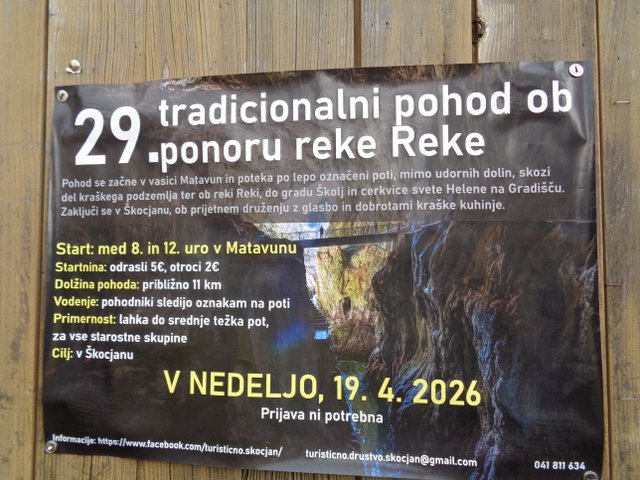 29. tradicionalni pohod ob
ponoru reke Reke
Pohod se začne v vasici Matavun in poteka po lepo označeni poti, mimo udornih dolin, skozi
del kraškega podzemlja ter ob reki Reki, do gradu Školj in cerkvice svete Helene na Gradišču.
Zaključi se v Škocjanu, ob prijetnem druženju z glasbo in dobrotami kraške kuhinje.
Start: med 8. in 12. uro v Matavunu
Startnina: odrasli 5€, otroci 2€
Dolžina pohoda: približno 11 km
Vodenje: pohodniki sledijo oznakam na poti
Primernost: lahka do srednje težka pot,
za vse starostne skupine
Cilj: v Škocjanu
V NEDELJO, 19. 4. 2026
Prijava ni potrebna
Informacije: https://www.facebook.com/turisticno.skocjan/ turisticno.drustvo.skocjan@gmail.com 041 811 634